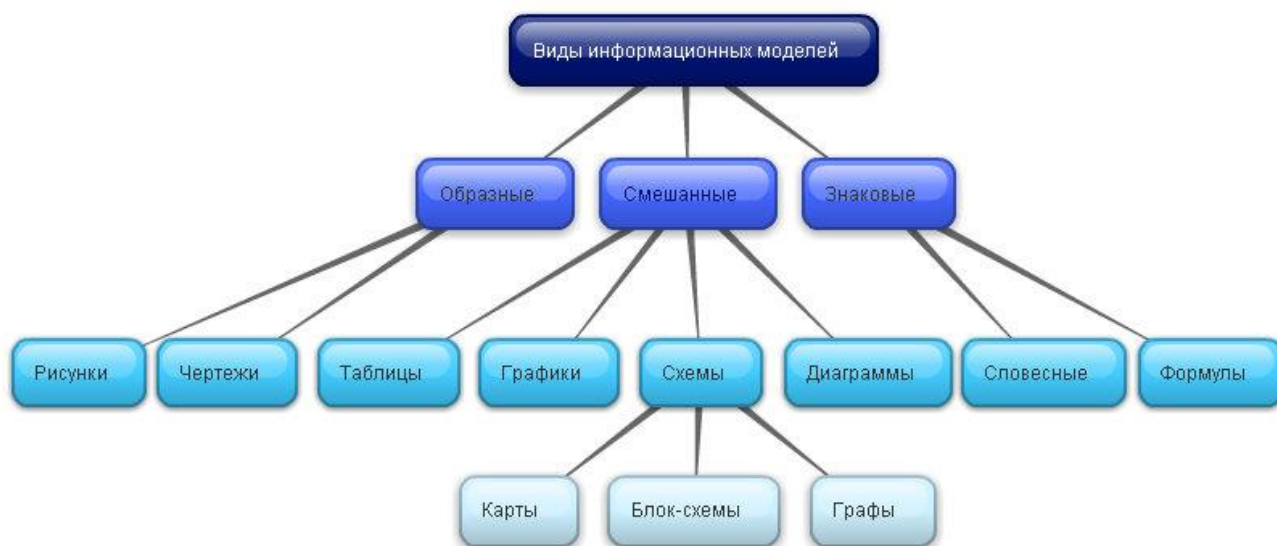 Виды информационных моделей
Образные
Смешанные
Знаковые
Рисунки
Чертежи
Таблицы
Графики
Схемы
Диаграммы
Словесные
Формулы
Карты
Блок-схемы
Графы